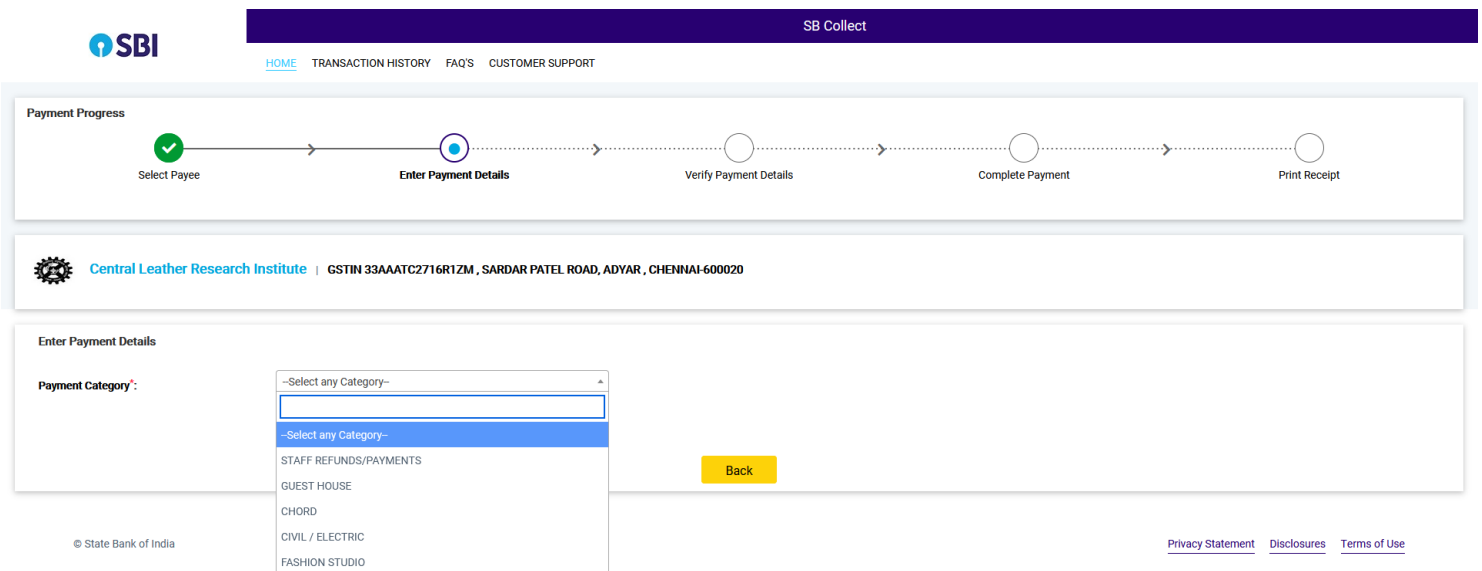 SBI
SB Collect
HOME TRANSACTION HISTORY FAQ'S CUSTOMER SUPPORT
Payment Progress
Select Payee Enter Payment Details Verify Payment Details Complete Payment Print Receipt
Central Leather Research Institute | GSTIN 33AAATC2716R1ZM , SARDAR PATEL ROAD, ADYAR , CHENNAI-600020
Enter Payment Details
Payment Category*: --Select any Category--
--Select any Category--
STAFF REFUNDS/PAYMENTS
Back
GUEST HOUSE
CHORD
CIVIL / ELECTRIC
© State Bank of India Privacy Statement Disclosures Terms of Use
FASHION STUDIO